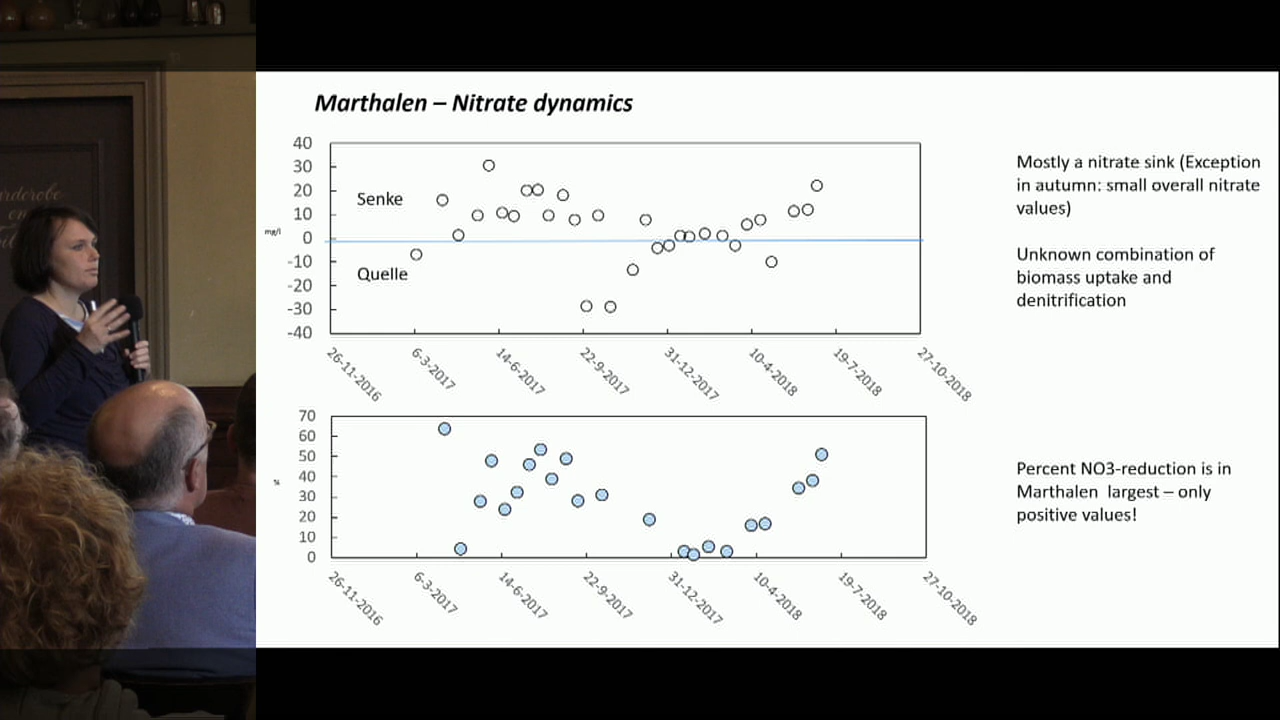 Marthalen – Nitrate dynamics
40
30
20
10
0
-10
-20
-30
-40
mg/l
Senke
Quelle
26-11-2016
6-3-2017
14-6-2017
22-9-2017
31-12-2017
10-4-2018
19-7-2018
27-10-2018
Mostly a nitrate sink (Exception
in autumn: small overall nitrate
values)
Unknown combination of
biomass uptake and
denitrification
70
60
50
40
30
20
10
0
%
26-11-2016
6-3-2017
14-6-2017
22-9-2017
31-12-2017
10-4-2018
19-7-2018
27-10-2018
Percent NO3-reduction is in
Marthalen largest – only
positive values!